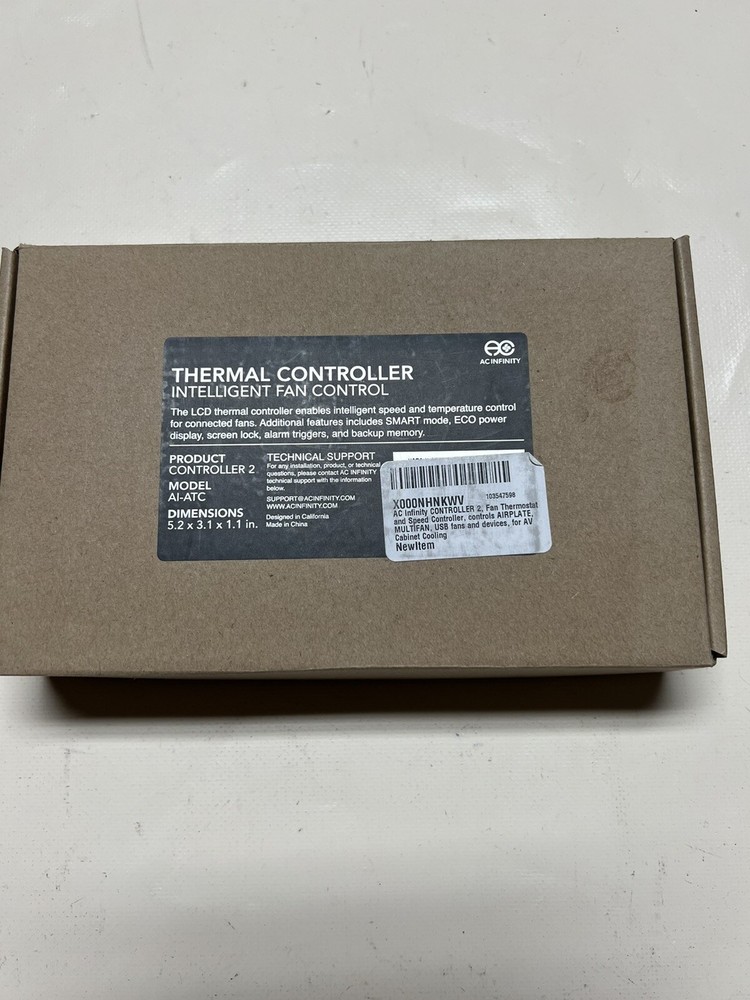 AC INFINITY
THERMAL CONTROLLER
INTELLIGENT FAN CONTROL
The LCD thermal controller enables intelligent speed and temperature control
for connected fans. Additional features includes SMART mode, ECO power
display, screen lock, alarm triggers, and backup memory.
PRODUCT
CONTROLLER 2
MODEL
AI-ATC
DIMENSIONS
5.2 x 3.1 x 1.1 in.
TECHNICAL SUPPORT
For any installation, product, or technical
questions, please contact AC INFINITY
technical support with the information
below.
SUPPORT@ACINFINITY.COM
WWW.ACINFINITY.COM
Designed in California
Made in China
X000NHNKWV
103547598
AC Infinity CONTROLLER 2, Fan Thermostat
and Speed Controller, controls AIRPLATE,
MULTIFAN, USB fans and devices, for AV
Cabinet Cooling
NewItem